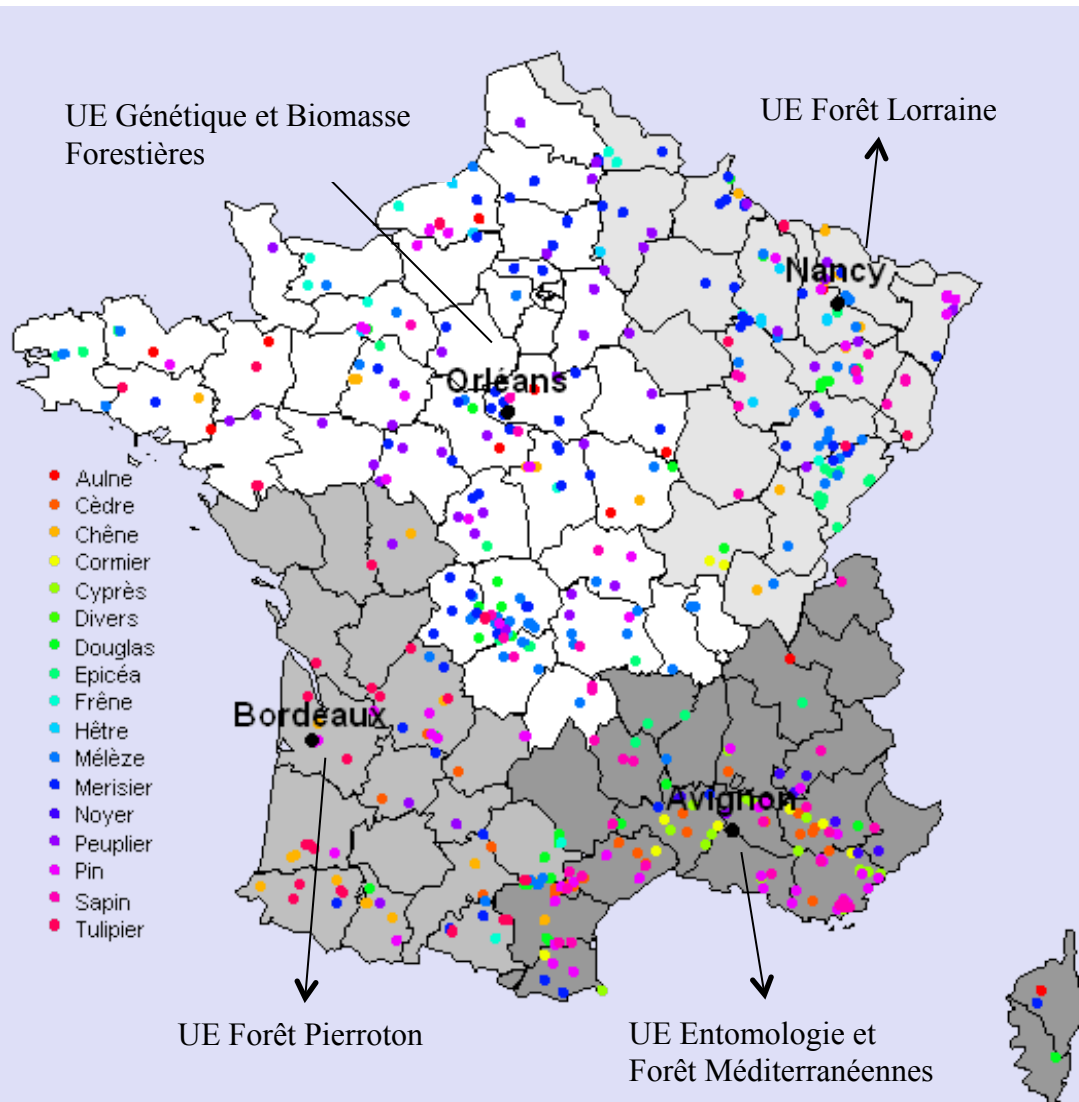 UE Génétique et Biomasse
Forestières
UE Forêt Lorraine
Nancy
Orléans
Aulne
Cèdre
Chêne
Cormier
Cyprès
Divers
Douglas
Epicéa
Frêne
Hêtre
Mélèze
Merisier
Noyer
Peuplier
Pin
Sapin
Tulipier
Bordeaux
Avignon
UE Forêt Pierroton
UE Entomologie et
Forêt Méditerranéennes